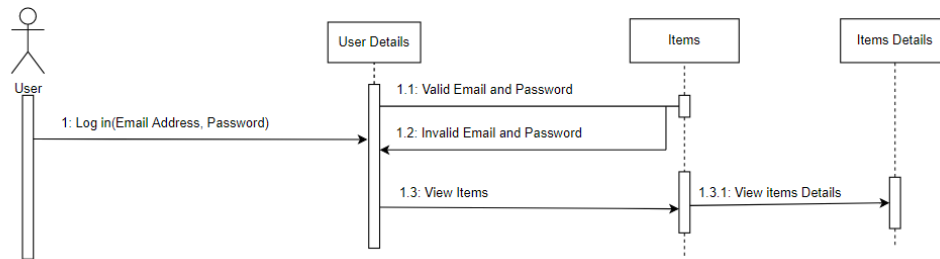 User Details
Items
Items Details
User
1.1: Valid Email and Password
1: Log in(Email Address, Password)
1.2: Invalid Email and Password
1.3: View Items
1.3.1: View items Details